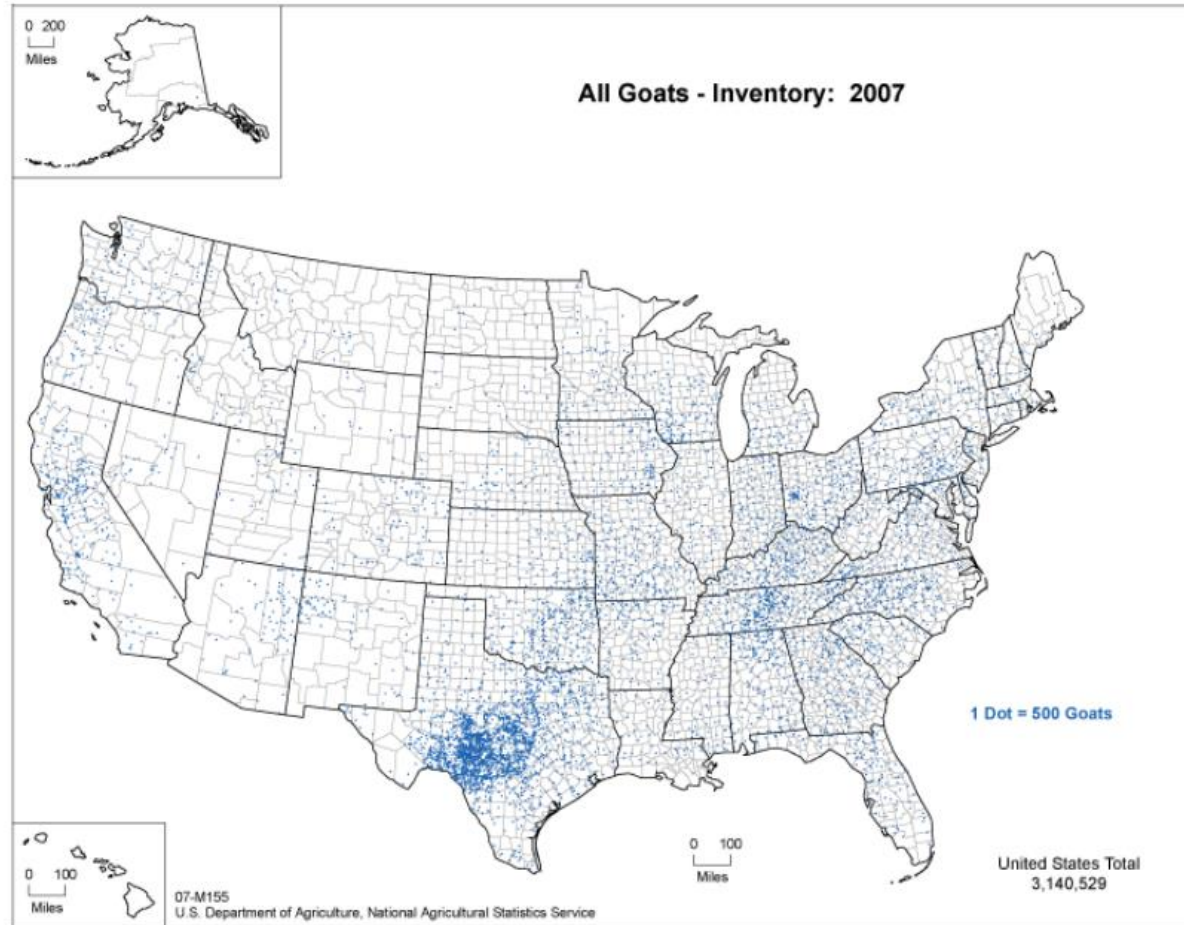 0 200
Miles
All Goats - Inventory: 2007
1 Dot = 500 Goats
0 100
Miles
0 100
Miles
United States Total
3,140,529
07-M155
U.S. Department of Agriculture, National Agricultural Statistics Service